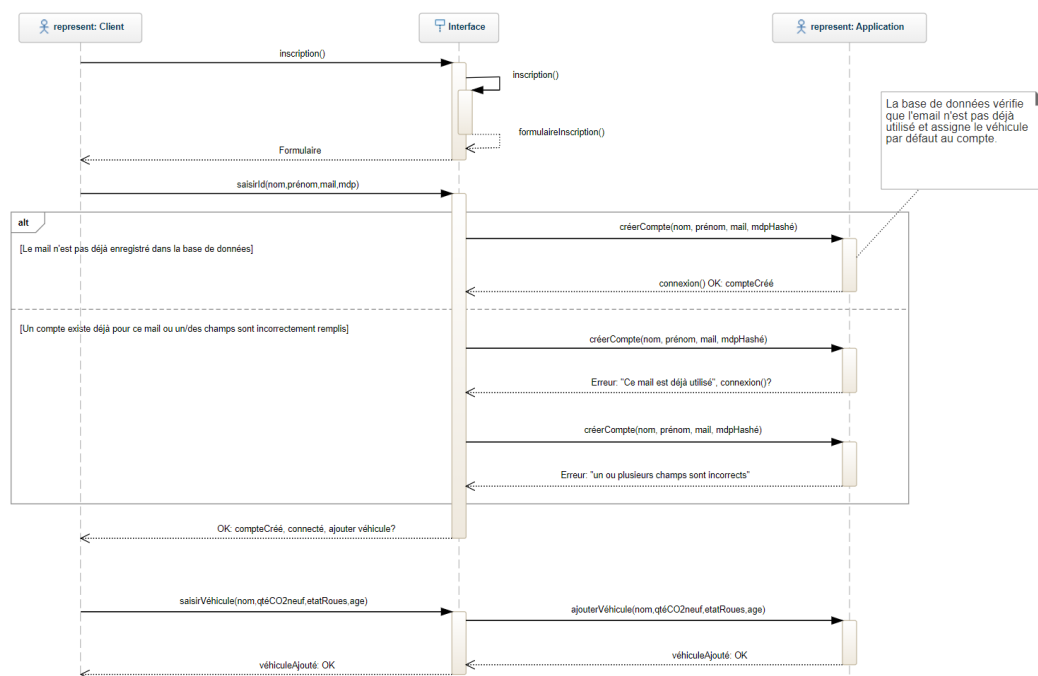 represent: Client
Interface
represent: Application
inscription()
inscription()
formulaireInscription()
Formulaire
La base de données vérifie
que l'email n'est pas déjà
utilisé et assigne le véhicule
par défaut au compte.
saisirId(nom,prénom,mail,mdp)
alt
[Le mail n'est pas déjà enregistré dans la base de données]
créerCompte(nom, prénom, mail, mdpHashé)
connexion() OK: compteCréé
[Un compte existe déjà pour ce mail ou un/des champs sont incorrectement remplis]
créerCompte(nom, prénom, mail, mdpHashé)
Erreur: "Ce mail est déjà utilisé", connexion()?
créerCompte(nom, prénom, mail, mdpHashé)
Erreur: "un ou plusieurs champs sont incorrects"
OK: compteCréé, connecté, ajouter véhicule?
saisirVéhicule(nom,qtéCO2neuf,etatRoues,age)
ajouterVéhicule(nom,qtéCO2neuf,etatRoues,age)
véhiculeAjouté: OK
véhiculeAjouté: OK